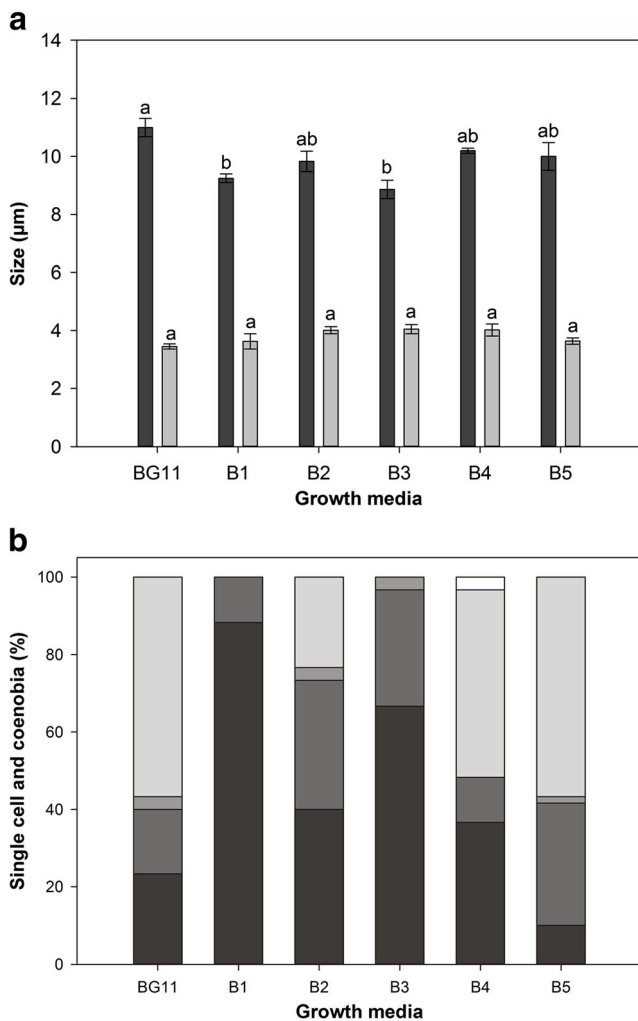 a
14
12
10
8
6
4
2
0
Size (µm)
a
b
ab
b
ab
ab
a
a
a
a
a
a
BG11 B1 B2 B3 B4 B5
Growth media
b
100
80
60
40
20
0
Single cell and coenobia (%)
BG11 B1 B2 B3 B4 B5
Growth media